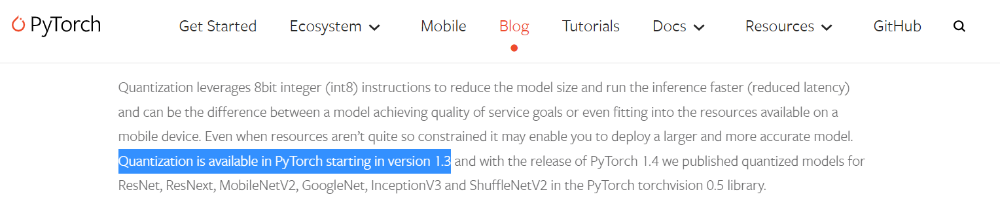 PyTorch Get Started Ecosystem Mobile Blog Tutorials Docs Resources GitHub
Quantization leverages 8bit integer (int8) instructions to reduce the model size and run the inference faster (reduced latency)
and can be the difference between a model achieving quality of service goals or even fitting into the resources available on a
mobile device. Even when resources aren’t quite so constrained it may enable you to deploy a larger and more accurate model.
Quantization is available in PyTorch starting in version 1.3 and with the release of PyTorch 1.4 we published quantized models for
ResNet, ResNext, MobileNetV2, GoogleNet, InceptionV3 and ShuffleNetV2 in the PyTorch torchvision 0.5 library.